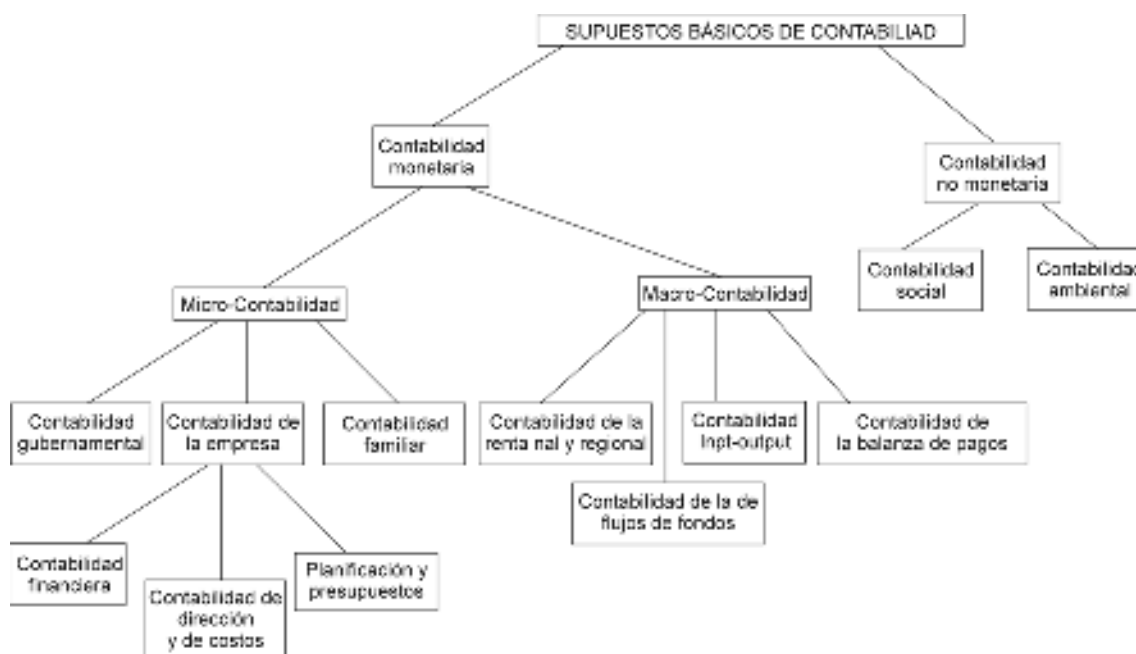 SUPUESTOS BÁSICOS DE CONTABILIAD
Contabilidad
monetaria
Contabilidad
no monetaria
Contabilidad
social
Contabilidad
ambiental
Micro-Contabilidad
Macro-Contabilidad
Contabilidad
gubernamental
Contabilidad de
la empresa
Contabilidad
familiar
Contabilidad de la
renta nal y regional
Contabilidad
Inpt-output
Contabilidad de
la balanza de pagos
Contabilidad de la de
flujos de fondos
Contabilidad
financiera
Contabilidad de
dirección
y de costos
Planificación y
presupuestos